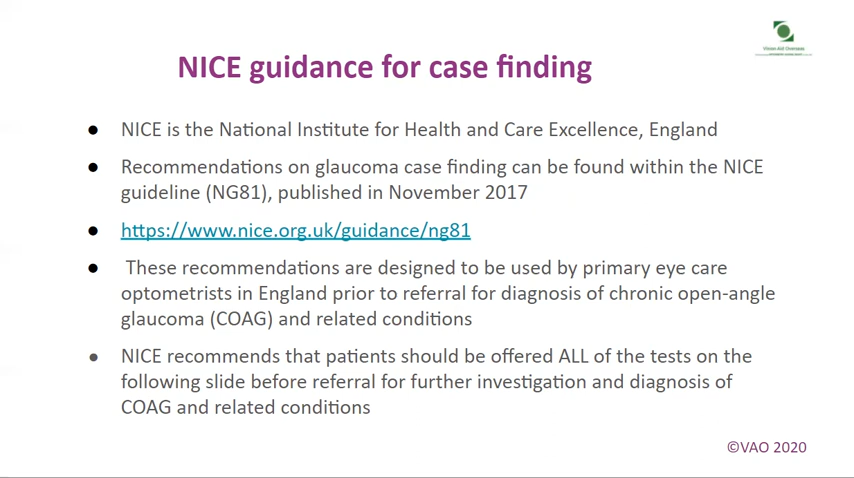 Vision Aid Overseas
NICE guidance for case finding
● NICE is the National Institute for Health and Care Excellence, England
● Recommendations on glaucoma case finding can be found within the NICE
guideline (NG81), published in November 2017
● https://www.nice.org.uk/guidance/ng81
● These recommendations are designed to be used by primary eye care
optometrists in England prior to referral for diagnosis of chronic open-angle
glaucoma (COAG) and related conditions
● NICE recommends that patients should be offered ALL of the tests on the
following slide before referral for further investigation and diagnosis of
COAG and related conditions
©VAO 2020